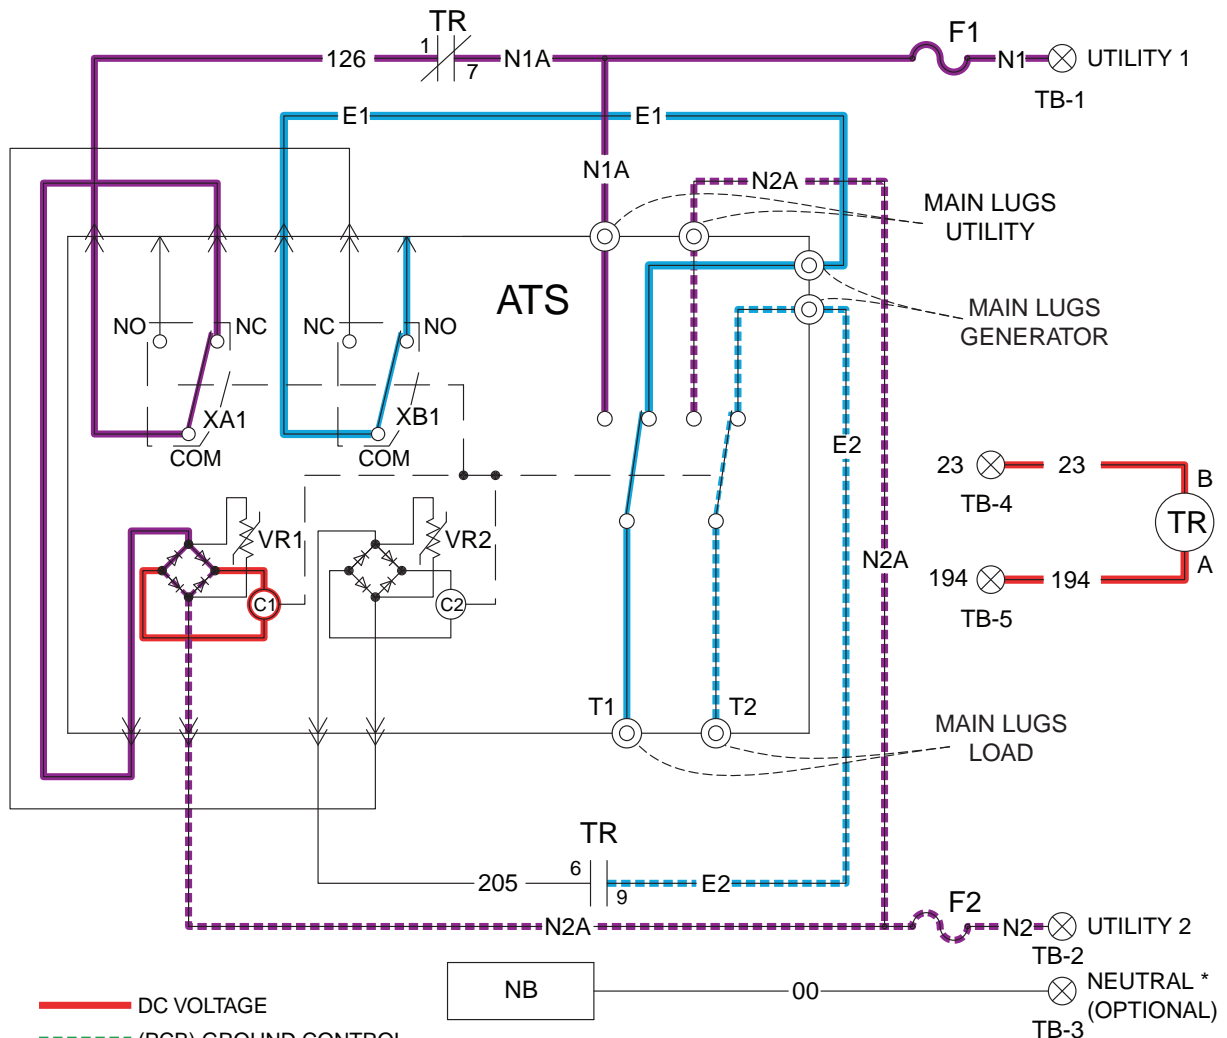 TR
F1
1
126
N1A
7
N1
UTILITY 1
TB-1
E1
E1
N1A
N2A
MAIN LUGS
UTILITY
ATS
MAIN LUGS
GENERATOR
NO
NC
NC
NO
XA1
XB1
COM
COM
E2
23
23
B
TB-4
TR
VR1
VR2
N2A
A
194
194
C1
C2
TB-5
T1
T2
MAIN LUGS
LOAD
TR
6
205
9
E2
F2
N2A
N2
UTILITY 2
TB-2
NB
00
NEUTRAL *
(OPTIONAL)
TB-3
DC VOLTAGE
(PCB) GROUND CONTROL